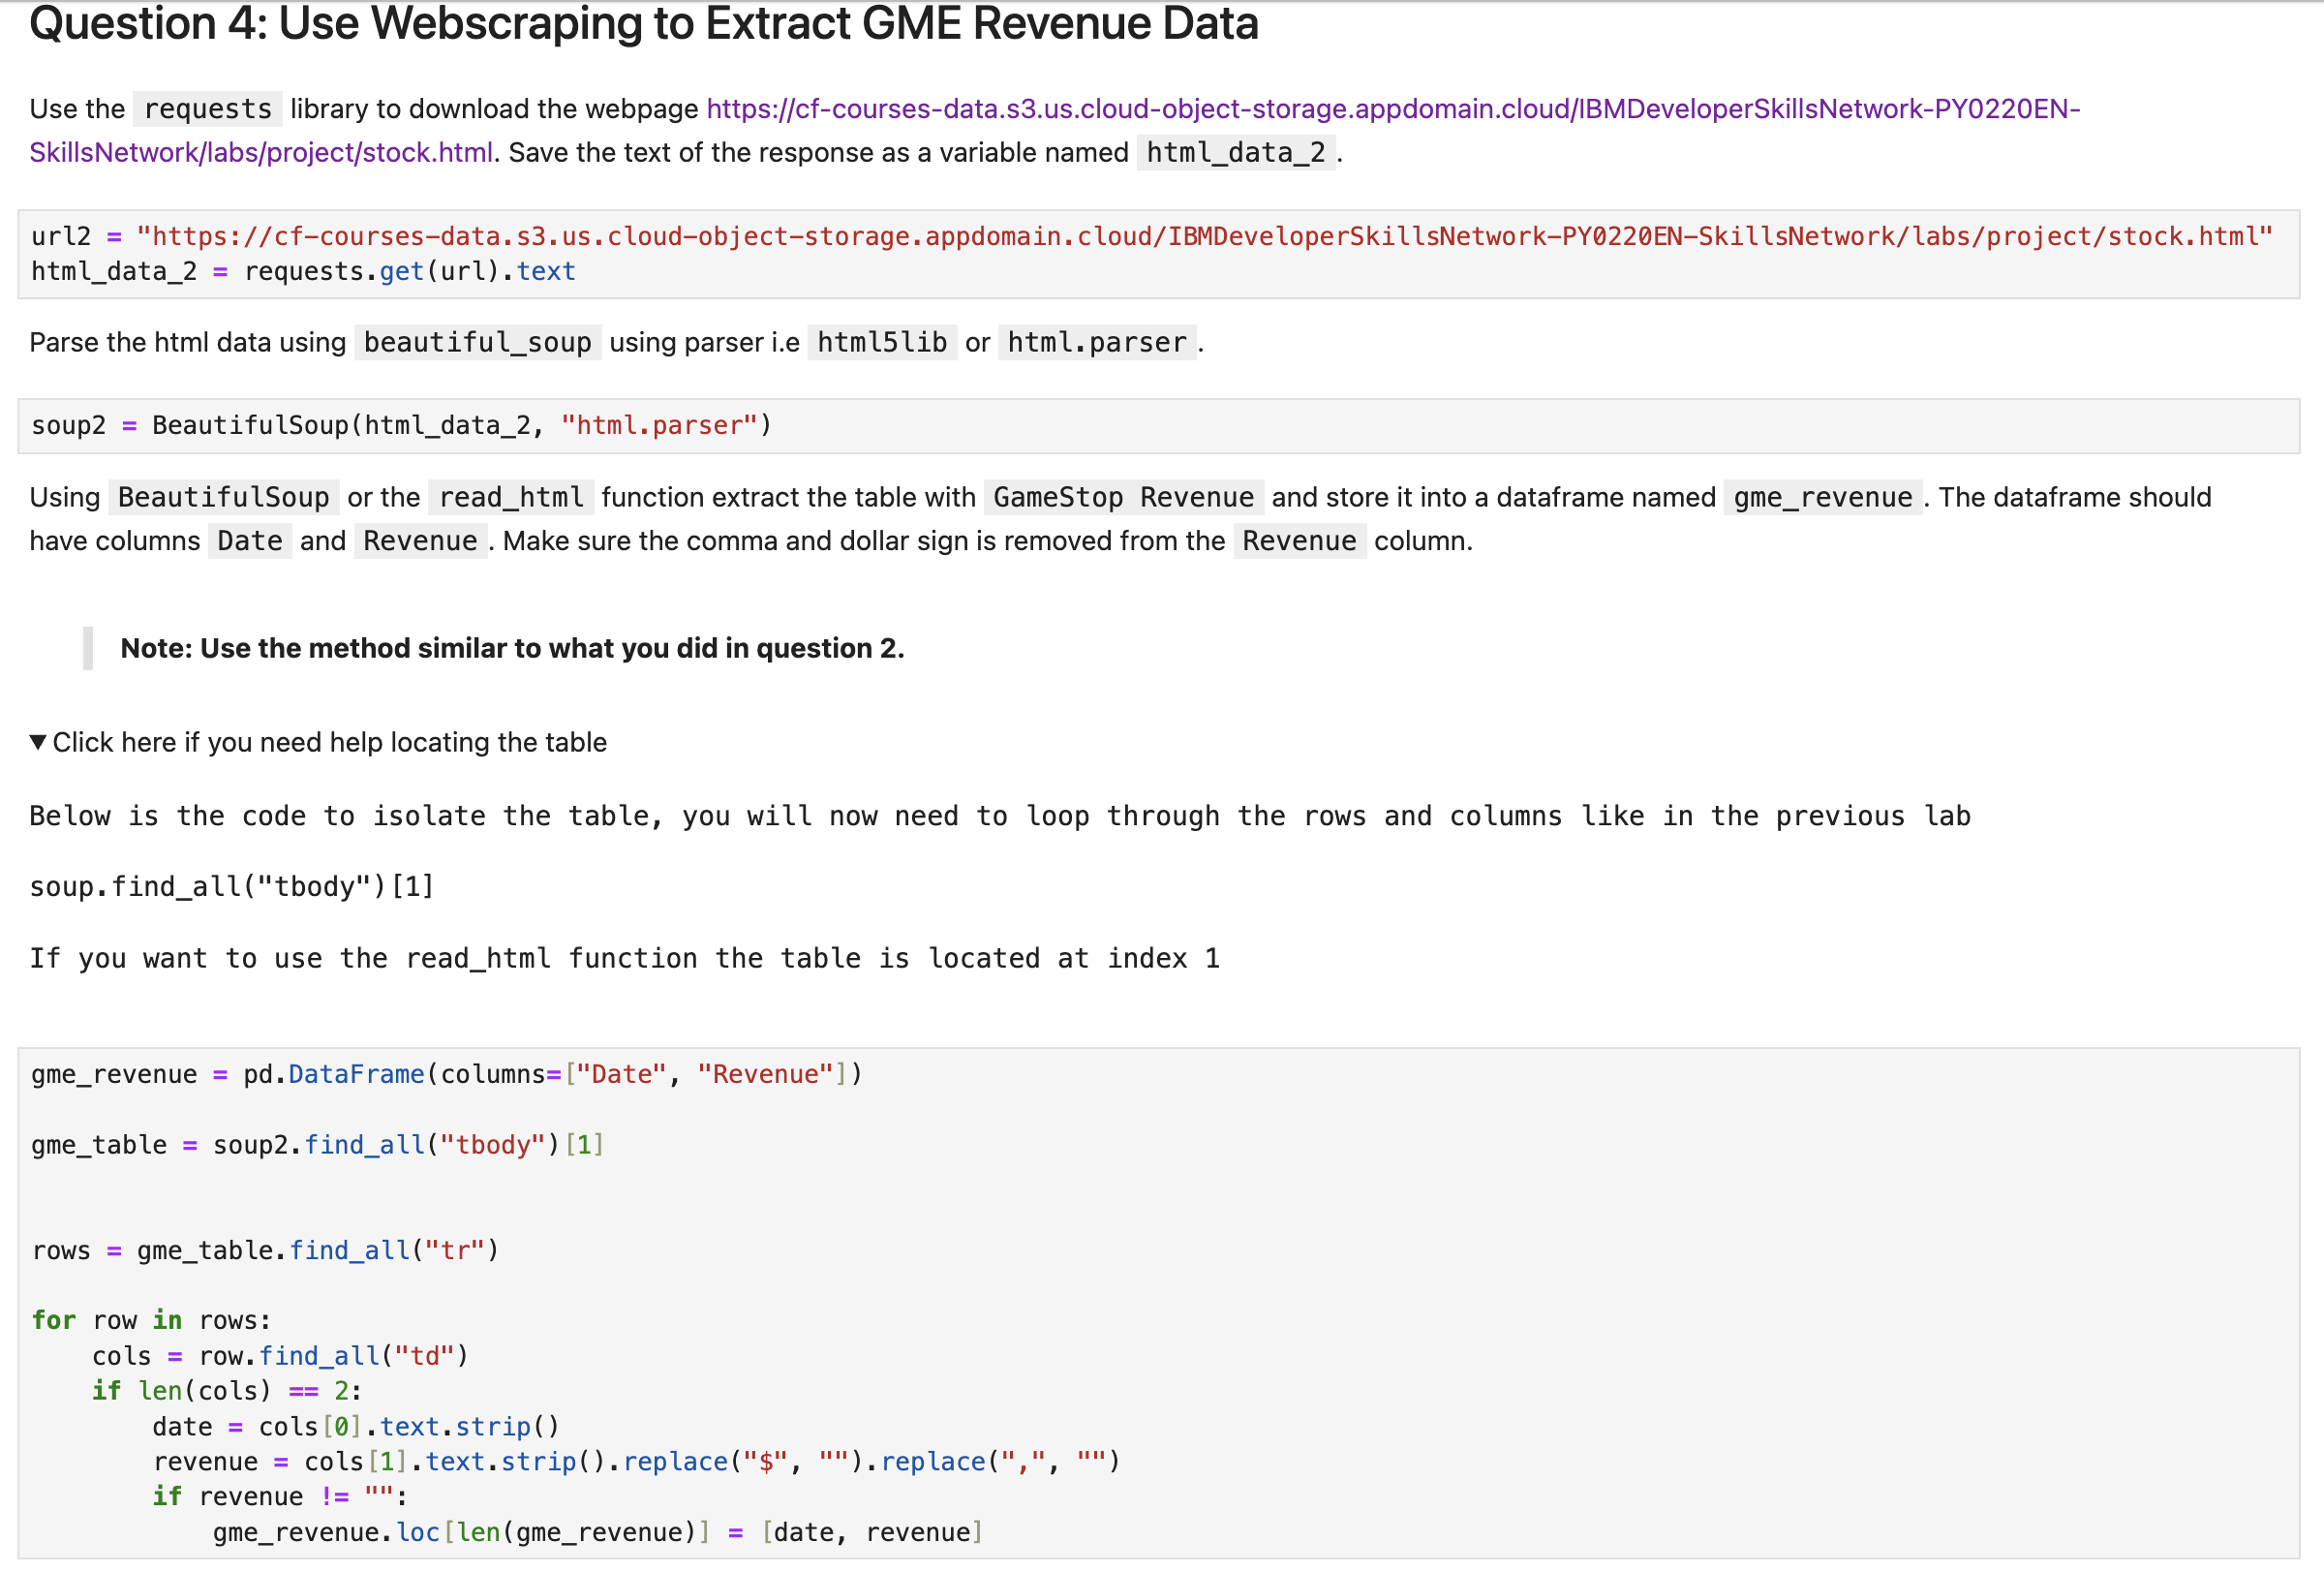 Question 4: Use Webscraping to Extract GME Revenue Data
Use the requests library to download the webpage https://cf-courses-data.s3.us.cloud-object-storage.appdomain.cloud/IBMDeveloperSkillsNetwork-PY0220EN-
SkillsNetwork/labs/project/stock.html. Save the text of the response as a variable named html_data_2.
url2 = "https://cf-courses-data.s3.us.cloud-object-storage.appdomain.cloud/IBMDeveloperSkillsNetwork-PY0220EN-SkillsNetwork/labs/project/stock.html"
html_data_2 = requests.get(url).text
Parse the html data using beautiful_soup using parser i.e html5lib or html.parser.
soup2 = BeautifulSoup(html_data_2, "html.parser")
Using BeautifulSoup or the read_html function extract the table with GameStop Revenue and store it into a dataframe named gme_revenue. The dataframe should
have columns Date and Revenue. Make sure the comma and dollar sign is removed from the Revenue column.
Note: Use the method similar to what you did in question 2.
▼ Click here if you need help locating the table
Below is the code to isolate the table, you will now need to loop through the rows and columns like in the previous lab
soup.find_all("tbody")[1]
If you want to use the read_html function the table is located at index 1
gme_revenue = pd.DataFrame(columns=["Date", "Revenue"])
gme_table = soup2.find_all("tbody")[1]
rows = gme_table.find_all("tr")
for row in rows:
    cols = row.find_all("td")
    if len(cols) == 2:
        date = cols[0].text.strip()
        revenue = cols[1].text.strip().replace("$", "").replace(",", "")
        if revenue != "":
            gme_revenue.loc[len(gme_revenue)] = [date, revenue]